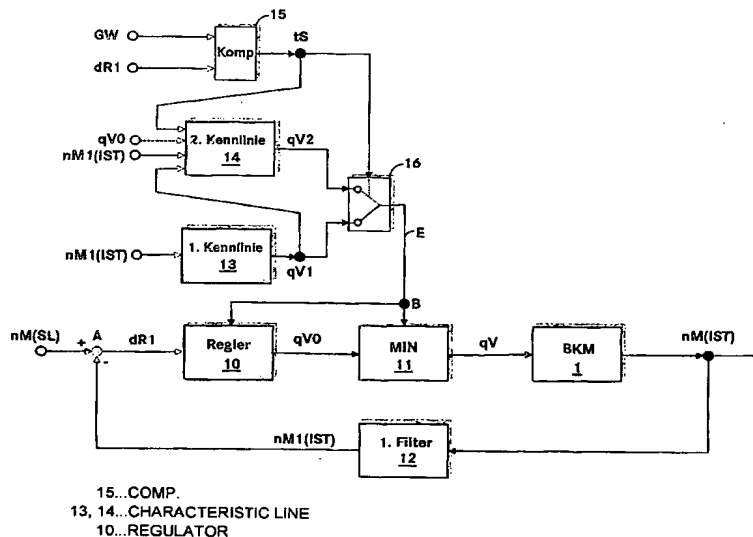 15
GW
tS
Komp
dR1
qV0
2. Kennlinie
qV2
nM1(IST)
14
16
nM1(IST)
1. Kennlinie
13
qV1
E
B
nM(SL)
+
A
-
dR1
Regler
10
qV0
MIN
11
qV
BKM
1
nM(IST)
nM1(IST)
1. Filter
12
15...COMP.
13, 14...CHARACTERISTIC LINE
10...REGULATOR